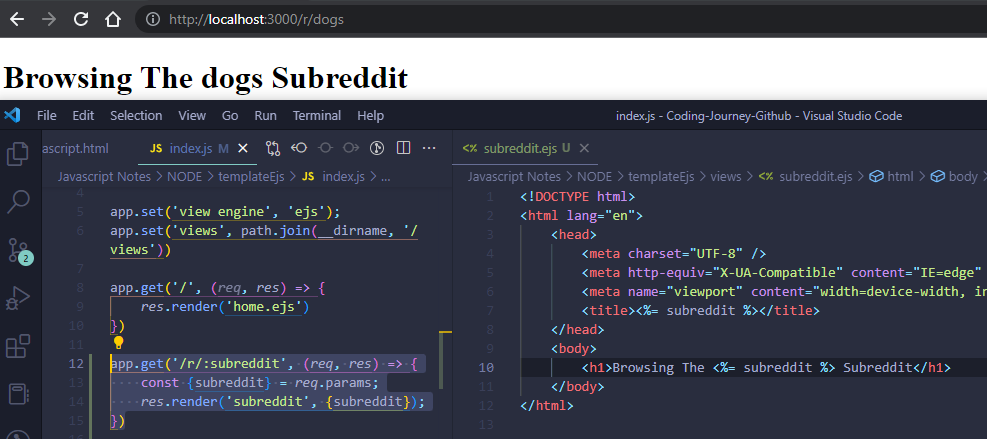 http://localhost:3000/r/dogs
Browsing The dogs Subreddit
File Edit Selection View Go Run Terminal Help index.js - Coding-Journey-Github - Visual Studio Code
ascript.html JS index.js M subreddit.ejs U
Javascript Notes > NODE > templateEjs > JS index.js > ...
4
5 app.set('view engine', 'ejs');
6 app.set('views', path.join(__dirname, '/
views'))
7
8 app.get('/', (req, res) => {
9 res.render('home.ejs')
10 })
11
12 app.get('/r/:subreddit', (req, res) => {
13 const {subreddit} = req.params;
14 res.render('subreddit', {subreddit});
15 })
2
Javascript Notes > NODE > templateEjs > views > <%> subreddit.ejs > html > body
1 <!DOCTYPE html>
2 <html lang="en">
3 <head>
4 <meta charset="UTF-8" />
5 <meta http-equiv="X-UA-Compatible" content="IE=edge"
6 <meta name="viewport" content="width=device-width, in
7 <title><%= subreddit %></title>
8 </head>
9 <body>
10 <h1>Browsing The <%= subreddit %> Subreddit</h1>
11 </body>
12 </html>
13